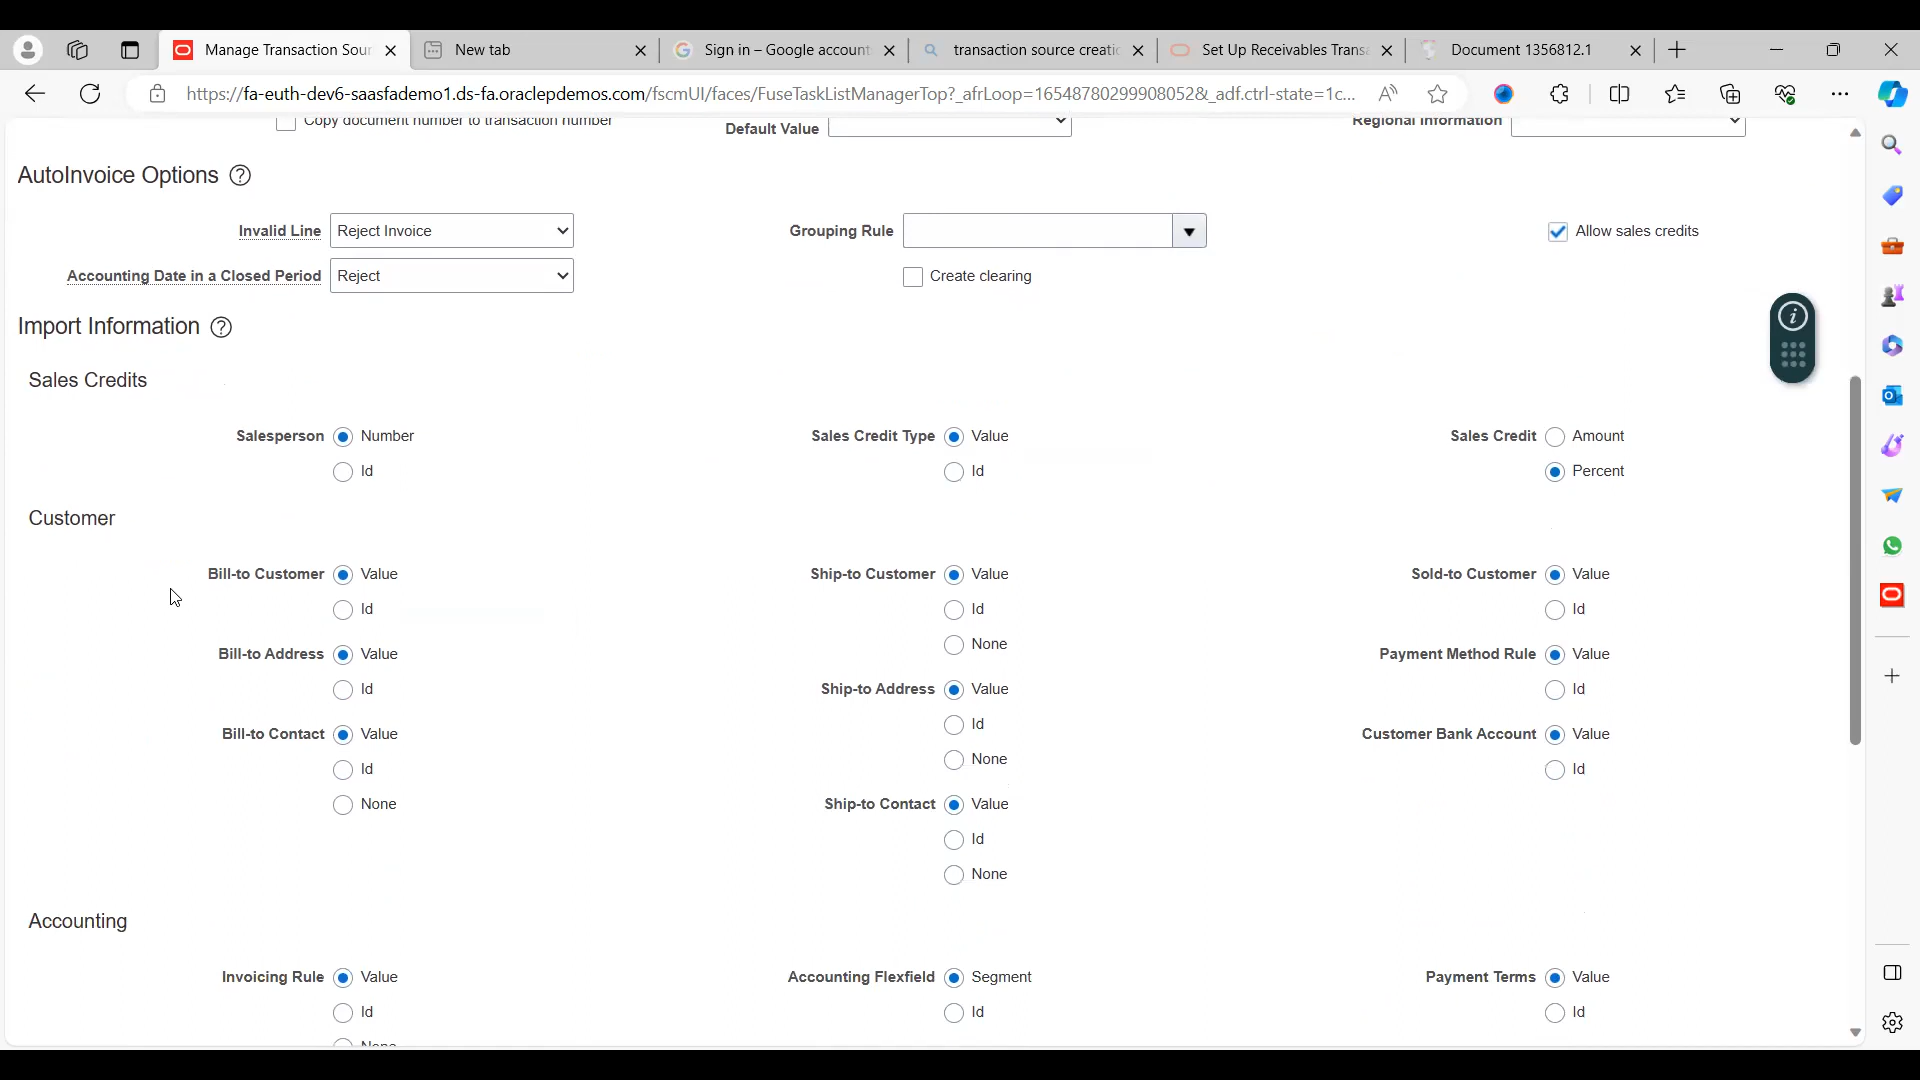 Manage Transaction Sour
New tab
Sign in – Google account
transaction source creatic
Set Up Receivables Transa
Document 1356812.1
https://fa-euth-dev6-saasfademo1.ds-fa.oraclepdemos.com/fscmUI/faces/FuseTaskListManagerTop?_afrLoop=16548780299908052&_adf.ctrl-state=1c...
Copy document number to transaction number
Default Value
Regional Information
AutoInvoice Options ?
Invalid Line Reject Invoice
Grouping Rule
Allow sales credits
Accounting Date in a Closed Period Reject
Create clearing
Import Information ?
Sales Credits
Salesperson Number
Sales Credit Type Value
Sales Credit Amount
Id
Id
Percent
Customer
Bill-to Customer Value
Ship-to Customer Value
Sold-to Customer Value
Id
Id
Id
None
Bill-to Address Value
Payment Method Rule Value
Id
Ship-to Address Value
Id
Id
Bill-to Contact Value
Customer Bank Account Value
None
Id
Id
None
Ship-to Contact Value
Id
None
Accounting
Invoicing Rule Value
Accounting Flexfield Segment
Payment Terms Value
Id
Id
Id
None